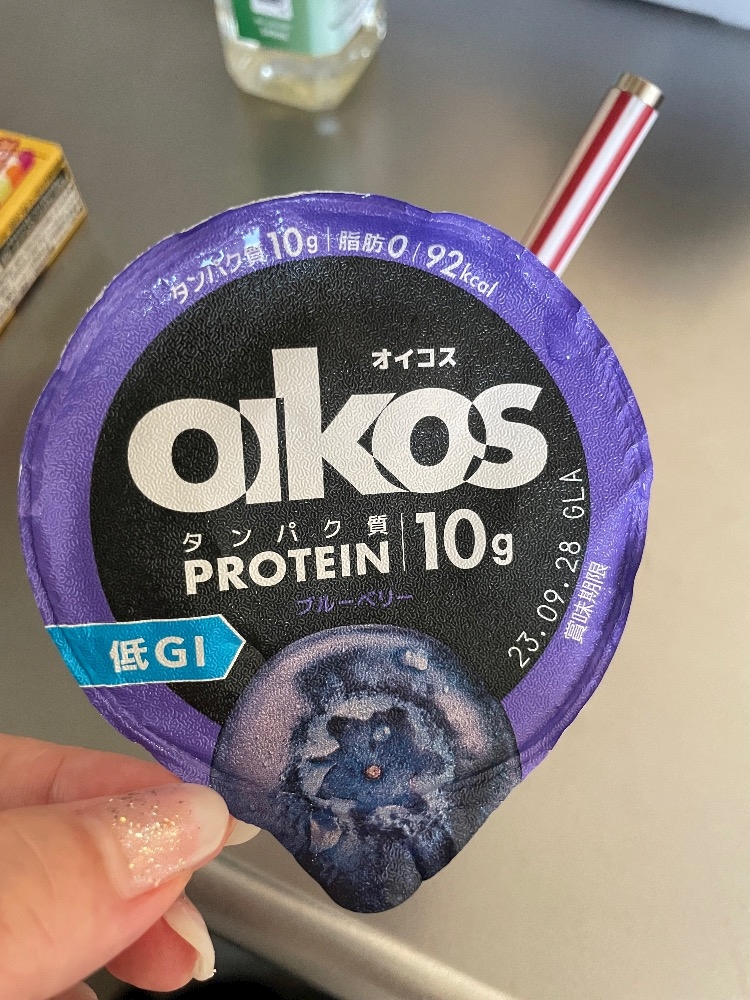 タンパク質10g | 脂肪0 / 92kcal
オイコス
oikos
タンパク質
PROTEIN | 10g
ブルーベリー
低GI
23.09.28 GLA
賞味期限